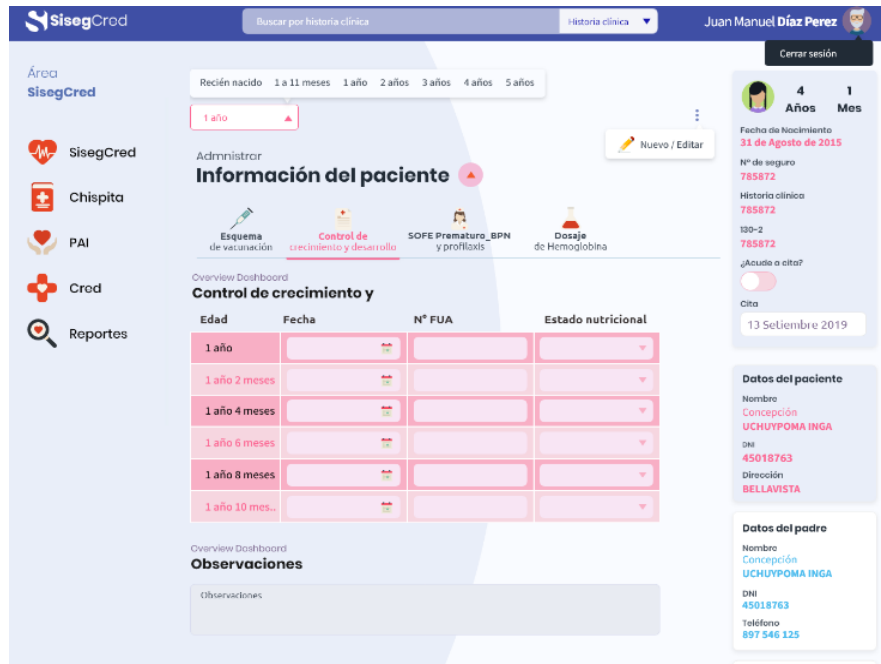 SisegCred
Buscar por historia clínica
Historia clínica
Juan Manuel Díaz Perez
Cerrar sesión
Área
SisegCred
SisegCred
Chispita
PAI
Cred
Reportes
Recién nacido 1 a 11 meses 1 año 2 años 3 años 4 años 5 años
1 año
Nuevo / Editar
Admnistrar
Información del paciente
Esquema
de vacunación
Control de
crecimiento y desarrollo
SOFE Prematuro_BPN
y profilaxis
Dosaje
de Hemoglobina
Overview Dashboard
Control de crecimiento y
Edad Fecha N° FUA Estado nutricional
1 año
1 año 2 meses
1 año 4 meses
1 año 6 meses
1 año 8 meses
1 año 10 mes..
Overview Dashboard
Observaciones
Observaciones
4 1
Años Mes
Fecha de Nacimiento
31 de Agosto de 2015
N° de seguro
785872
Historia clínica
785872
130-2
785872
¿Acude a cita?
Cita
13 Setiembre 2019
Datos del paciente
Nombre
Concepción
UCHUYPOMA INGA
DNI
45018763
Dirección
BELLAVISTA
Datos del padre
Nombre
Concepción
UCHUYPOMA INGA
DNI
45018763
Teléfono
897 546 125